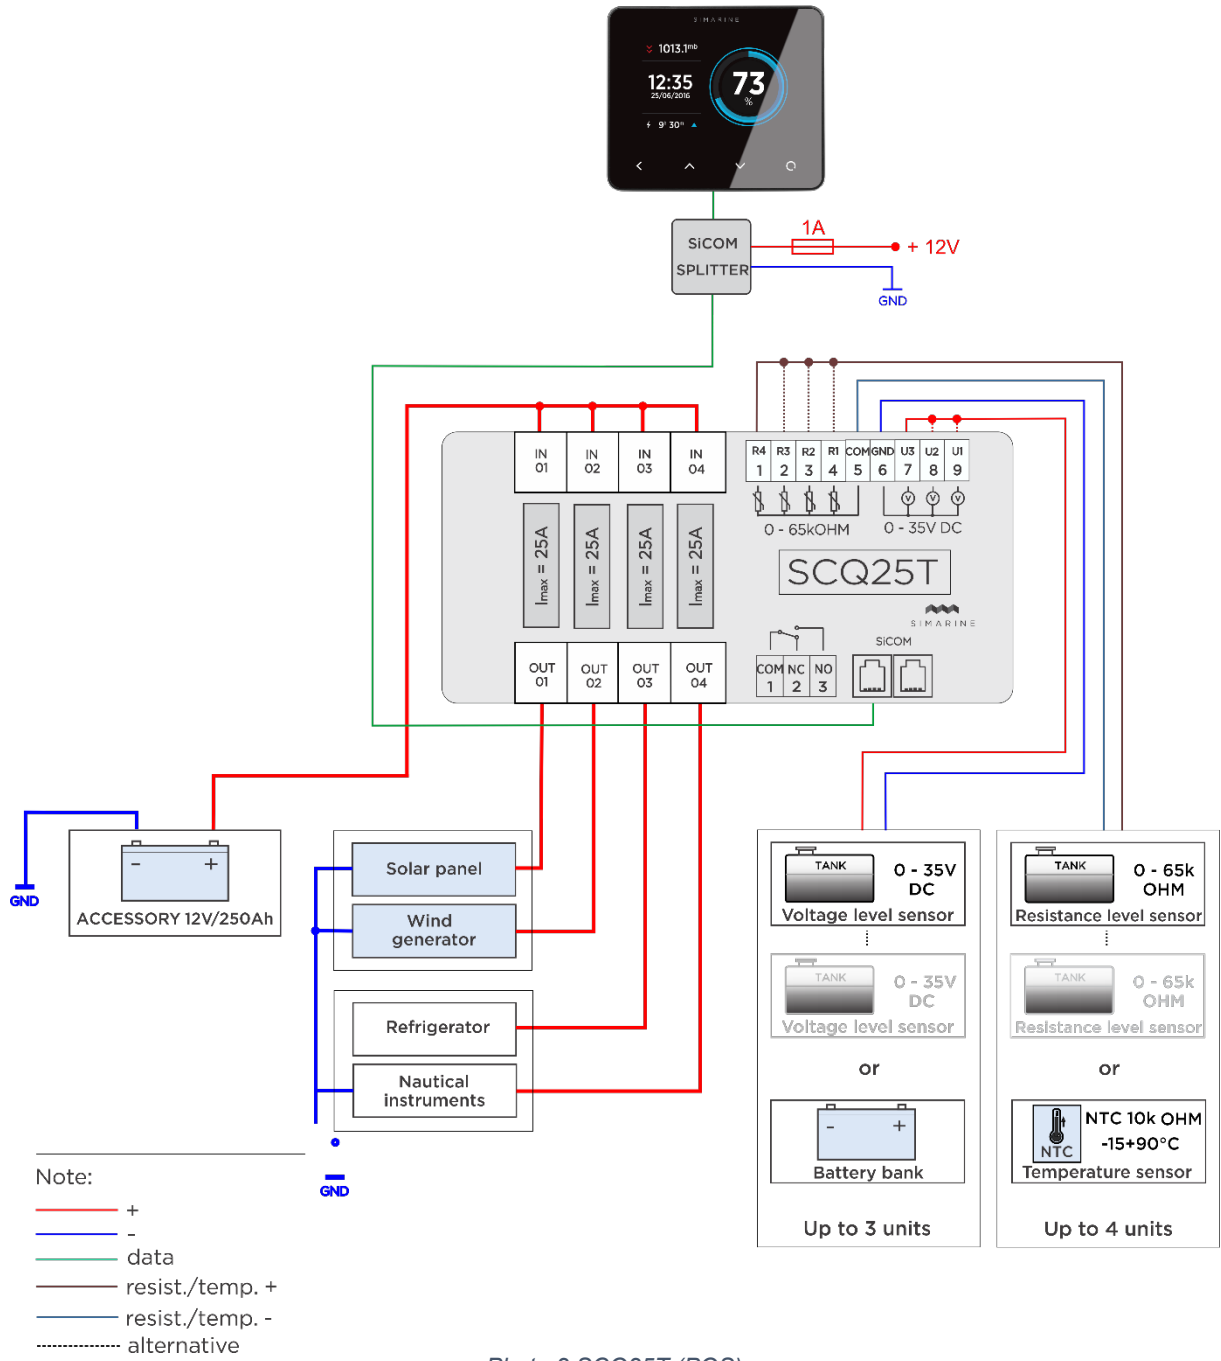 SIMARINE
1013.1mb
12:35
25/06/2016
73
%
9h 30m
SiCOM
SPLITTER
1A
+ 12V
GND
IN
01
IN
02
IN
03
IN
04
R4
1
R3
2
R2
3
R1
4
COM
5
GND
6
U3
7
U2
8
U1
9
V
V
V
0 - 65kOHM
0 - 35V DC
Imax = 25A
Imax = 25A
Imax = 25A
Imax = 25A
SCQ25T
SIMARINE
SiCOM
OUT
01
OUT
02
OUT
03
OUT
04
COM
1
NC
2
NO
3
GND
-
+
ACCESSORY 12V/250Ah
Solar panel
Wind
generator
Refrigerator
Nautical
instruments
GND
TANK
0 - 35V
DC
Voltage level sensor
TANK
0 - 35V
DC
Voltage level sensor
or
-
+
Battery bank
Up to 3 units
TANK
0 - 65k
OHM
Resistance level sensor
TANK
0 - 65k
OHM
Resistance level sensor
or
NTC
NTC 10k OHM
-15+90°C
Temperature sensor
Up to 4 units
Note:
+
-
data
resist./temp. +
resist./temp. -
alternative